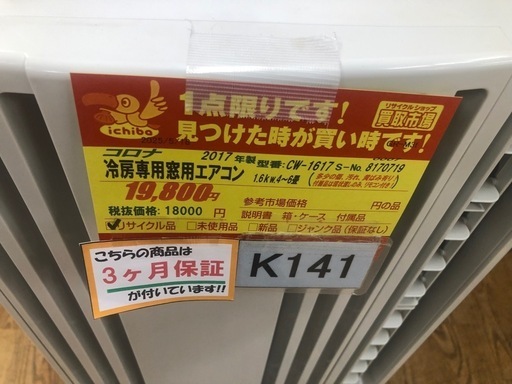 ichiba
1点限りです!
見つけた時が買い時です!
リサイクルショップ
買取市場
コロナ 2017年製 型番: CW-1617 S-No. 8170719
冷房専用窓用エアコン 1.6kw. 4~6畳
19,800円
参考市場価格 円の品
税抜価格: 18000 円 説明書 箱・ケース 付属品
リサイクル品 □未使用品 □新品 □ジャンク品(保証なし)
こちらの商品は
3ヶ月保証
が付いています!!
K141